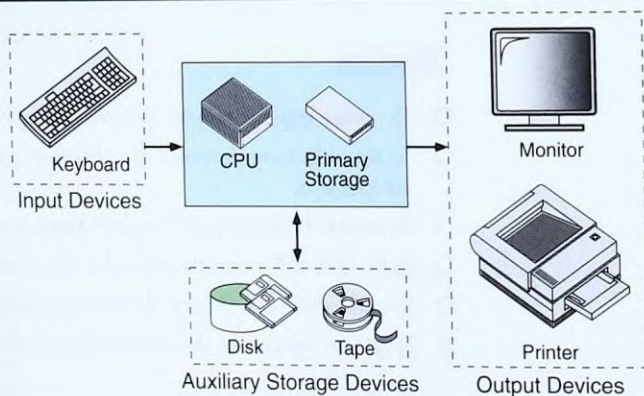 Keyboard
Input Devices
CPU
Primary
Storage
Monitor
Disk
Tape
Auxiliary Storage Devices
Printer
Output Devices